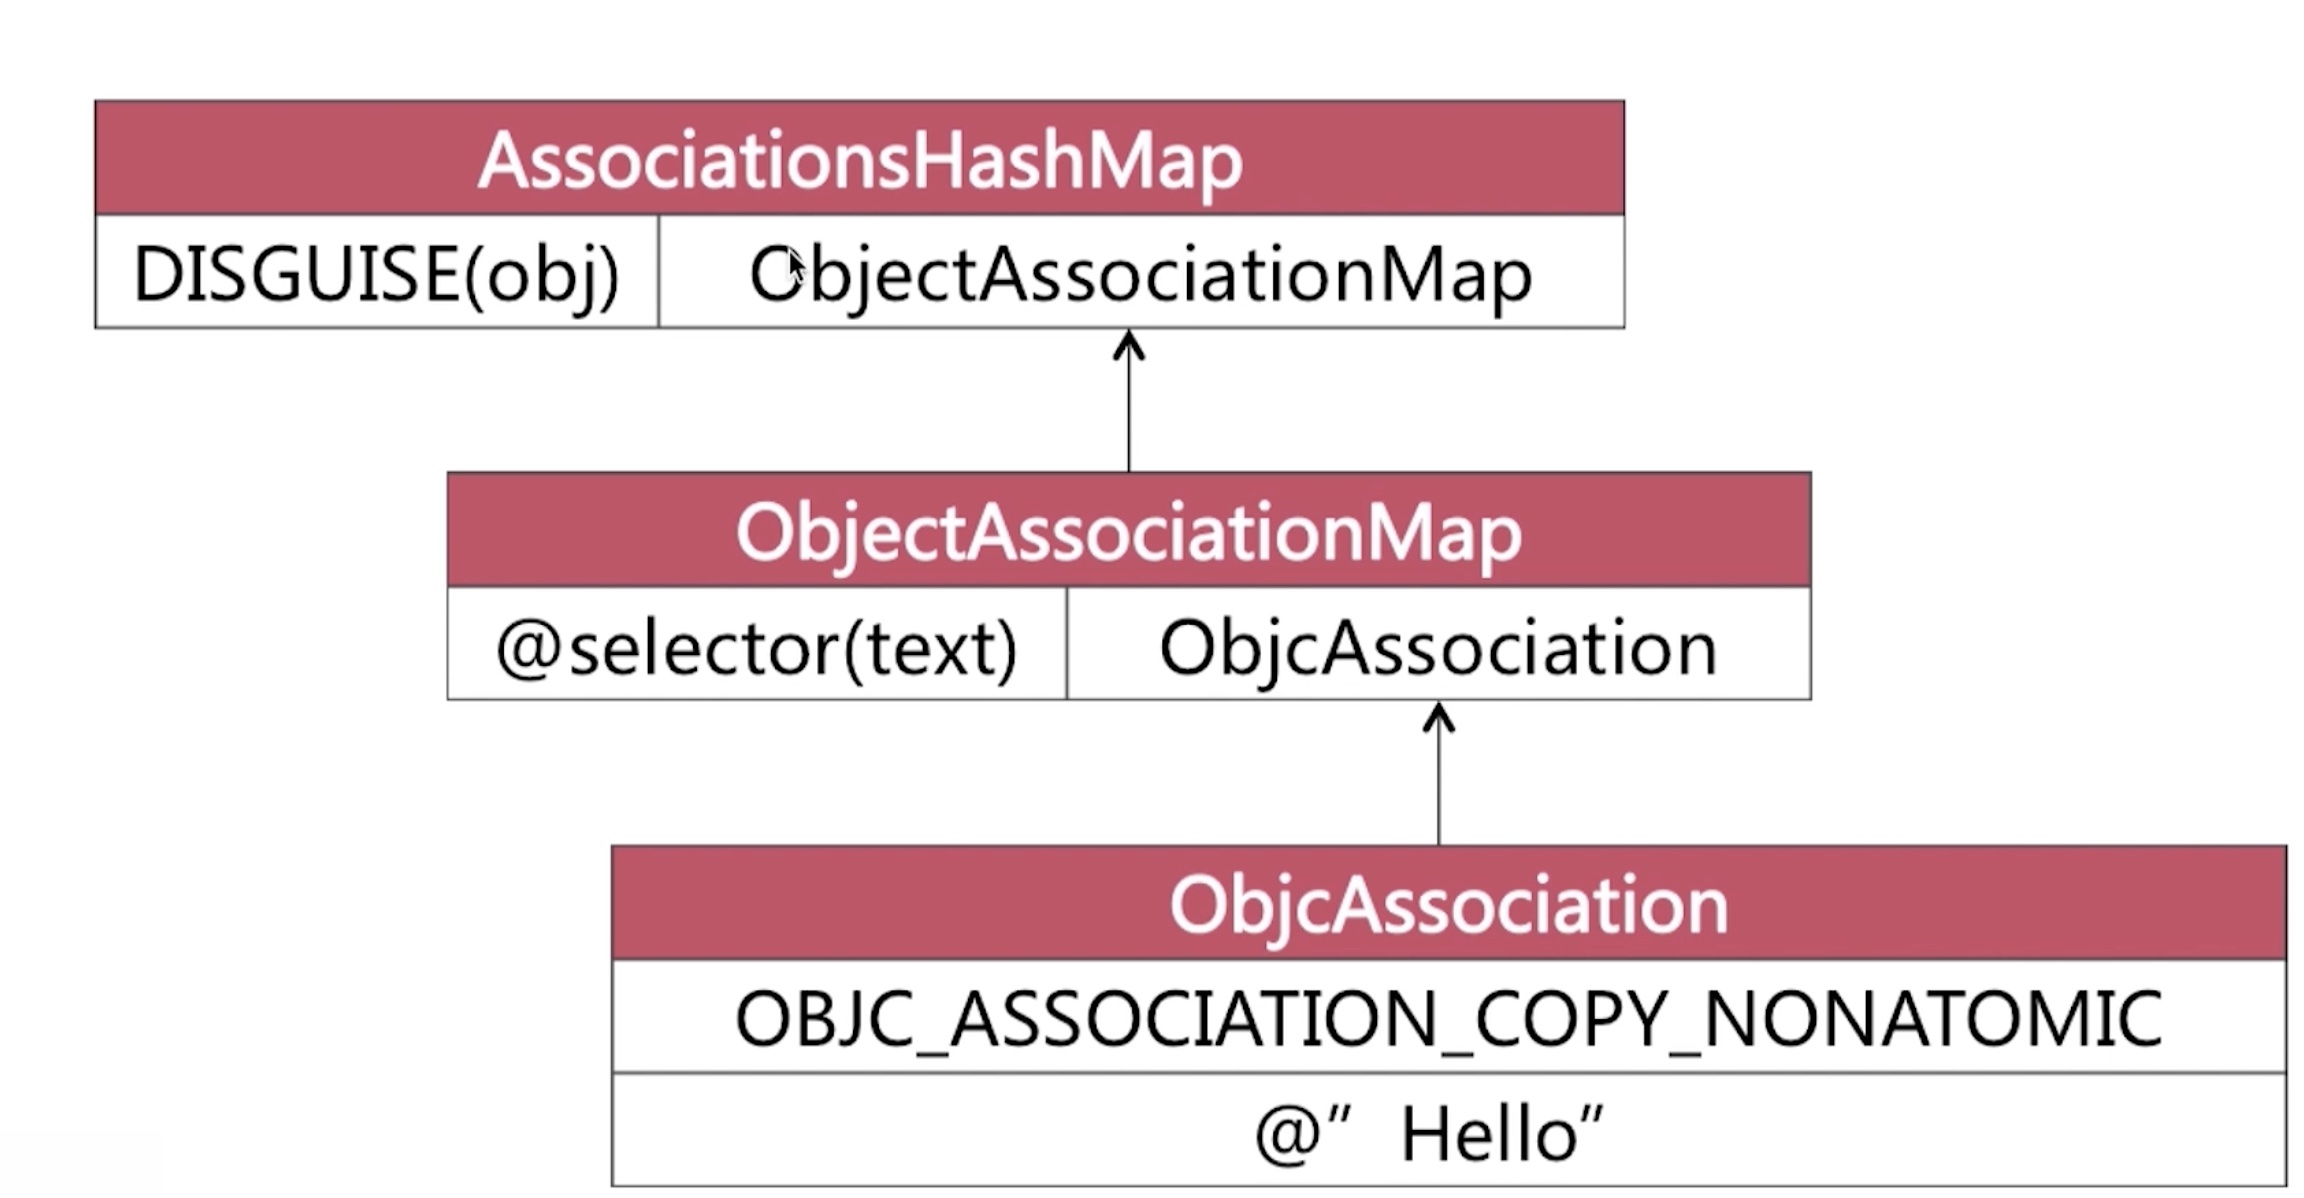 AssociationsHashMap
DISGUISE(obj) ObjectAssociationMap
ObjectAssociationMap
@selector(text) ObjcAssociation
ObjcAssociation
OBJC_ASSOCIATION_COPY_NONATOMIC
@” Hello”